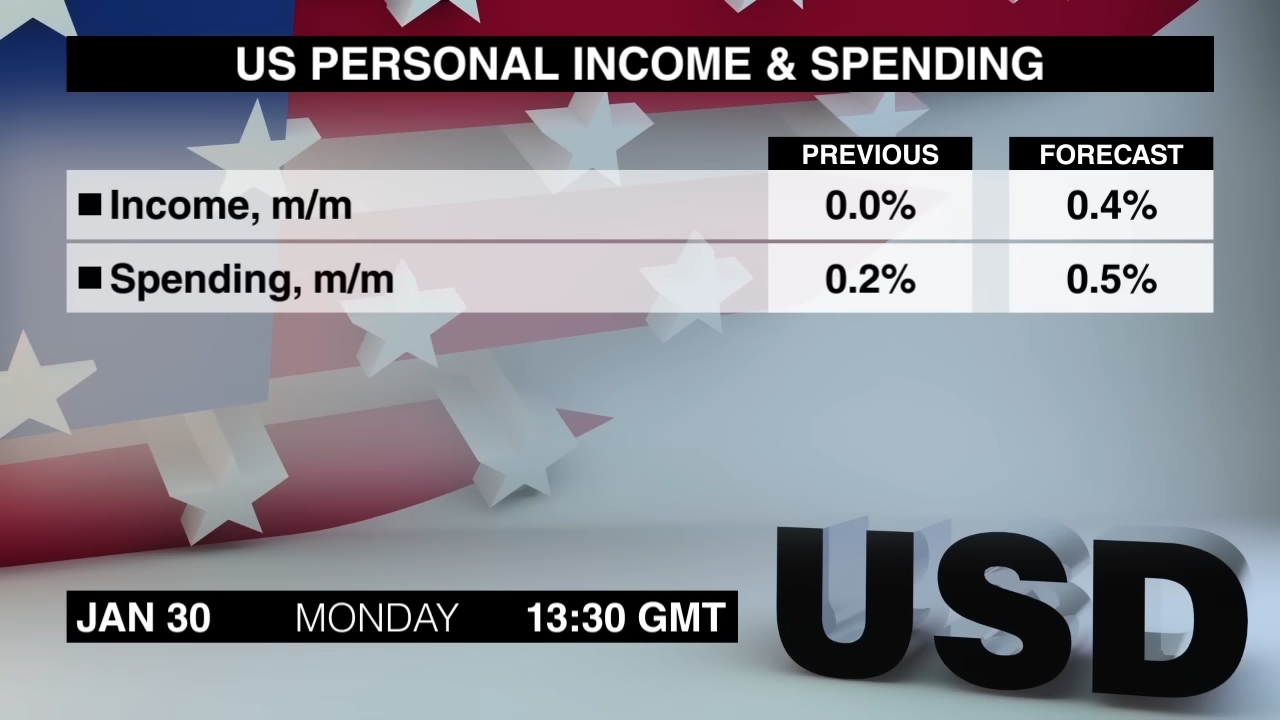 US PERSONAL INCOME & SPENDING
PREVIOUS FORECAST
Income, m/m 0.0% 0.4%
Spending, m/m 0.2% 0.5%
JAN 30 MONDAY 13:30 GMT
USD